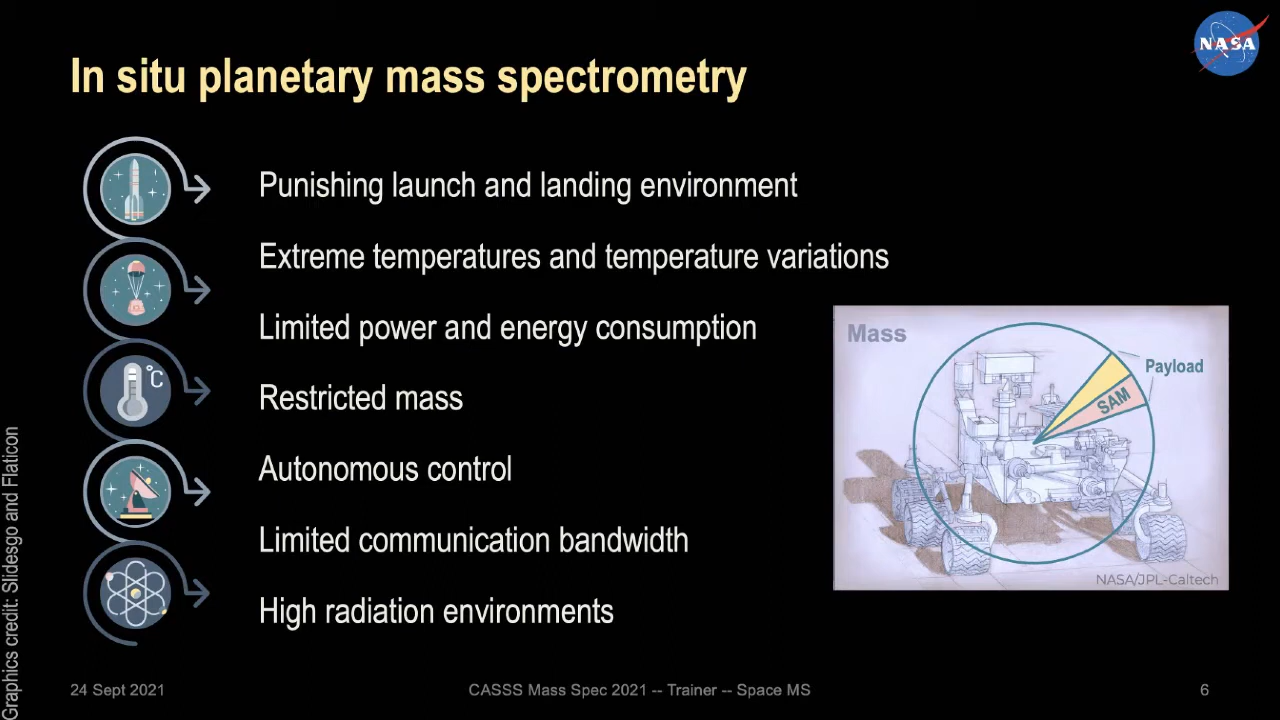 NASA
In situ planetary mass spectrometry
Punishing launch and landing environment
Extreme temperatures and temperature variations
Limited power and energy consumption
°C
Restricted mass
Autonomous control
Limited communication bandwidth
High radiation environments
Mass
Payload
SAM
NASA/JPL-Caltech
Graphics credit: Slidesgo and Flaticon
24 Sept 2021
CASSS Mass Spec 2021 -- Trainer -- Space MS
6